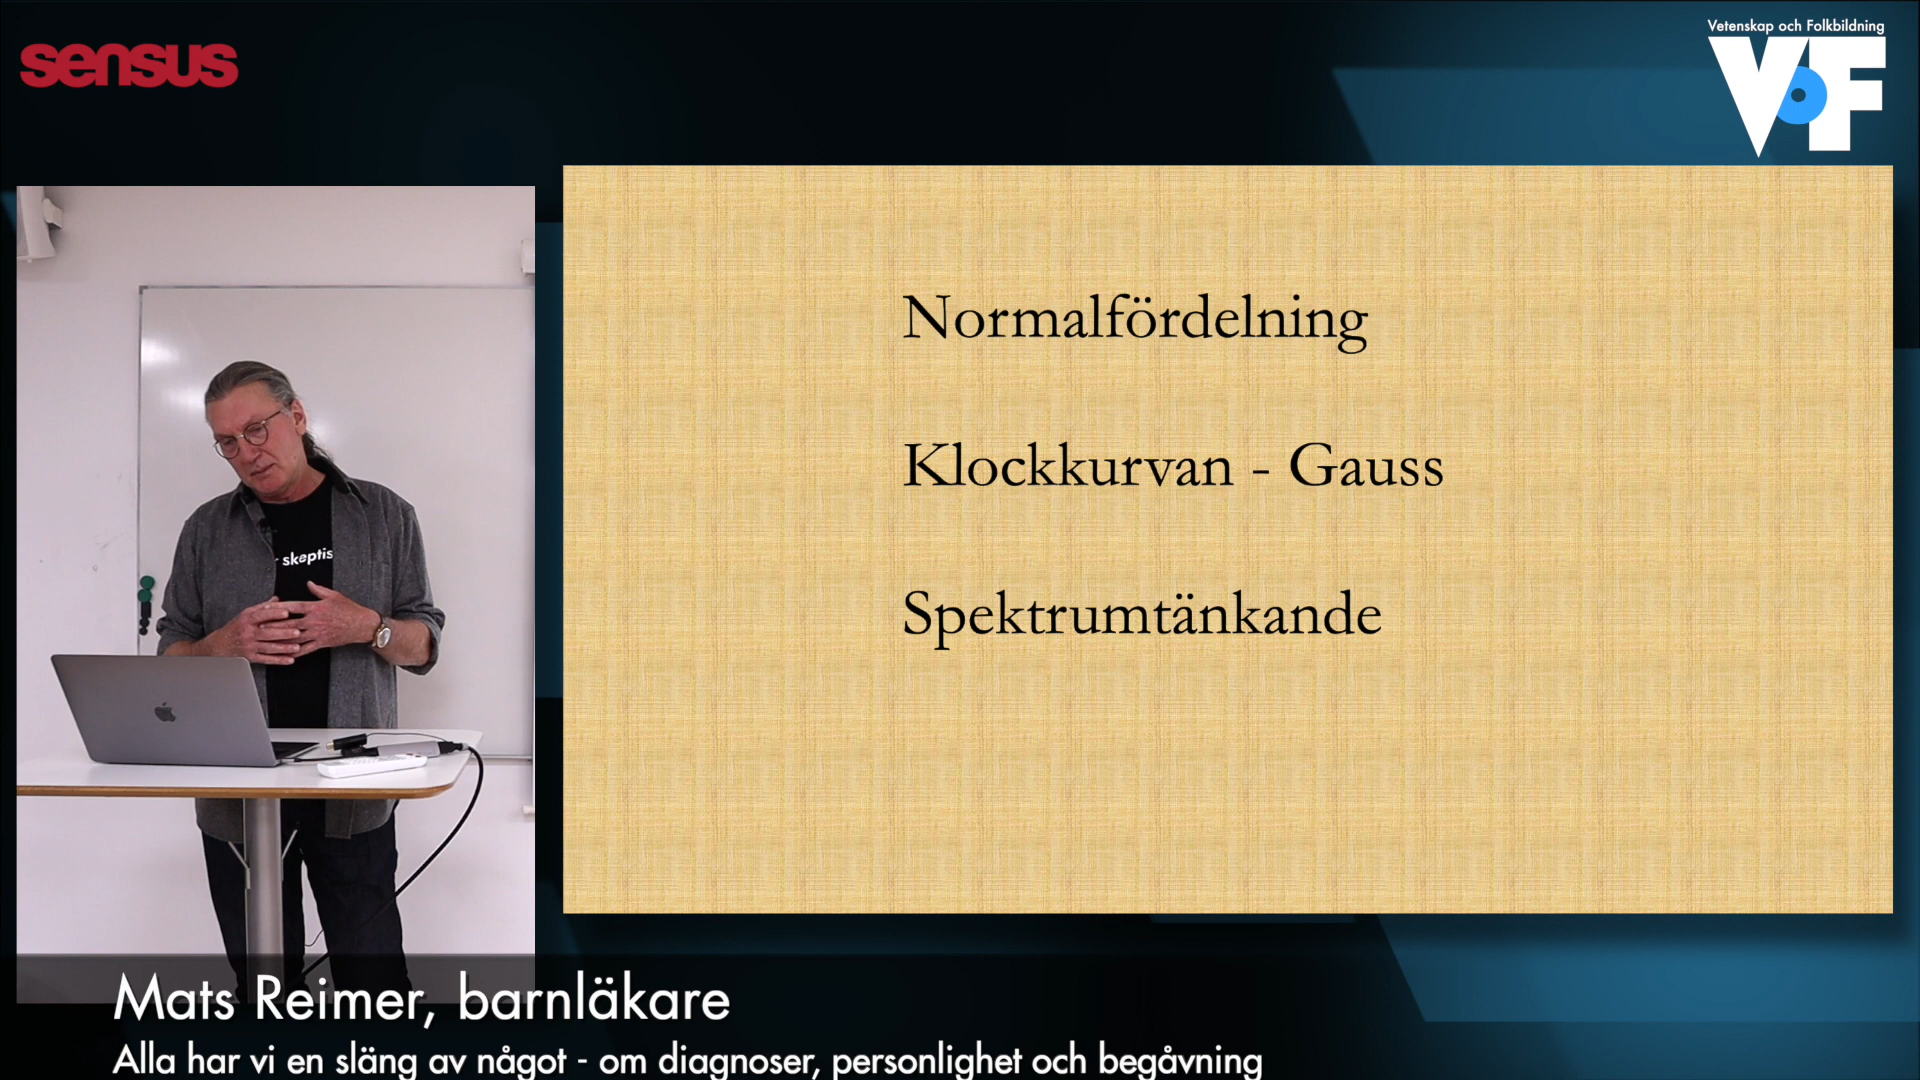 sensus
Vetenskap och Folkbildning
VoF
skeptis
Normalfördelning
Klockkurvan - Gauss
Spektrumtänkande
Mats Reimer, barnläkare
Alla har vi en släng av något - om diagnoser, personlighet och begåvning